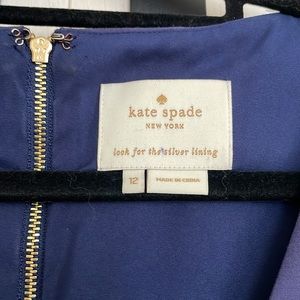 kate spade
NEW YORK
look for the silver lining
12
MADE IN CHINA